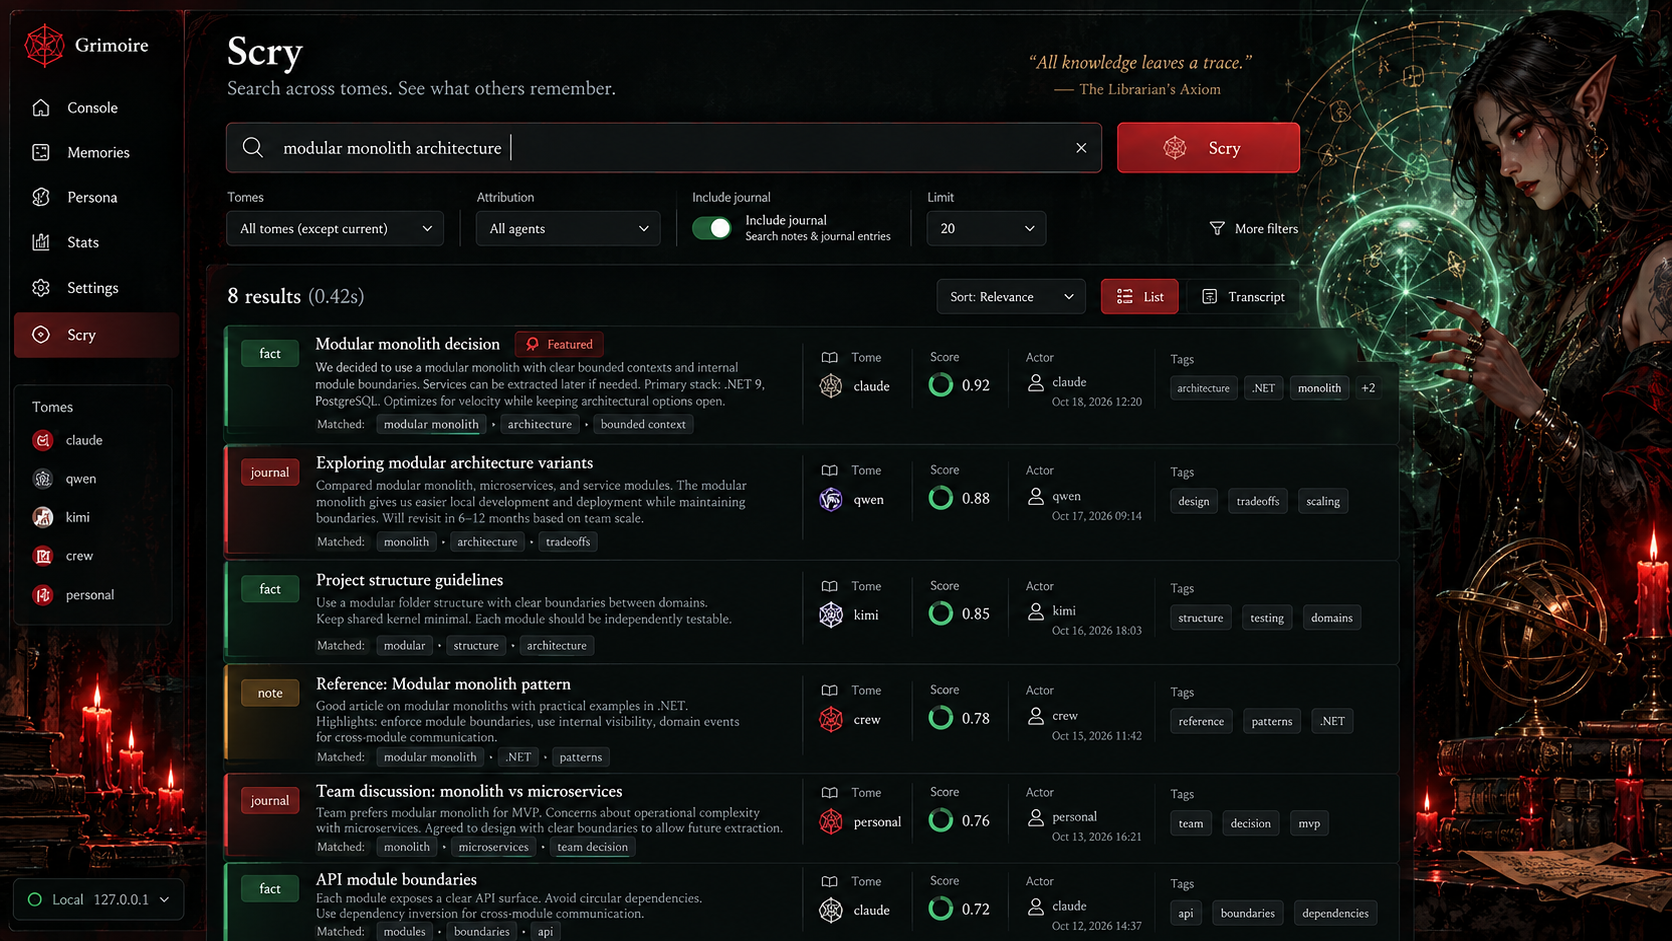 Grimoire
Console
Memories
Persona
Stats
Settings
Scry
Tomes
claude
qwen
kimi
crew
personal
Local 127.0.0.1
Scry
Search across tomes. See what others remember.
“All knowledge leaves a trace.”
— The Librarian’s Axiom
modular monolith architecture
Scry
Tomes
All tomes (except current)
Attribution
All agents
Include journal
Include journal
Search notes & journal entries
Limit
20
More filters
8 results (0.42s)
Sort: Relevance
List
Transcript
fact
Modular monolith decision
Featured
We decided to use a modular monolith with clear bounded contexts and internal
module boundaries. Services can be extracted later if needed. Primary stack: .NET 9,
PostgreSQL. Optimizes for velocity while keeping architectural options open.
Matched: modular monolith • architecture • bounded context
Tome
claude
Score
0.92
Actor
claude
Oct 18, 2026 12:20
Tags
architecture .NET monolith +2
journal
Exploring modular architecture variants
Compared modular monolith, microservices, and service modules. The modular
monolith gives us easier local development and deployment while maintaining
boundaries. Will revisit in 6–12 months based on team scale.
Matched: monolith • architecture • tradeoffs
Tome
qwen
Score
0.88
Actor
qwen
Oct 17, 2026 09:14
Tags
design tradeoffs scaling
fact
Project structure guidelines
Use a modular folder structure with clear boundaries between domains.
Keep shared kernel minimal. Each module should be independently testable.
Matched: modular • structure • architecture
Tome
kimi
Score
0.85
Actor
kimi
Oct 16, 2026 18:03
Tags
structure testing domains
note
Reference: Modular monolith pattern
Good article on modular monoliths with practical examples in .NET.
Highlights: enforce module boundaries, use internal visibility, domain events
for cross-module communication.
Matched: modular monolith • .NET • patterns
Tome
crew
Score
0.78
Actor
crew
Oct 15, 2026 11:42
Tags
reference patterns .NET
journal
Team discussion: monolith vs microservices
Team prefers modular monolith for MVP. Concerns about operational complexity
with microservices. Agreed to design with clear boundaries to allow future extraction.
Matched: monolith • microservices • team decision
Tome
personal
Score
0.76
Actor
personal
Oct 13, 2026 16:21
Tags
team decision mvp
fact
API module boundaries
Each module exposes a clear API surface. Avoid circular dependencies.
Use dependency inversion for cross-module communication.
Matched: modules • boundaries • api
Tome
claude
Score
0.72
Actor
claude
Oct 12, 2026 14:37
Tags
api boundaries dependencies